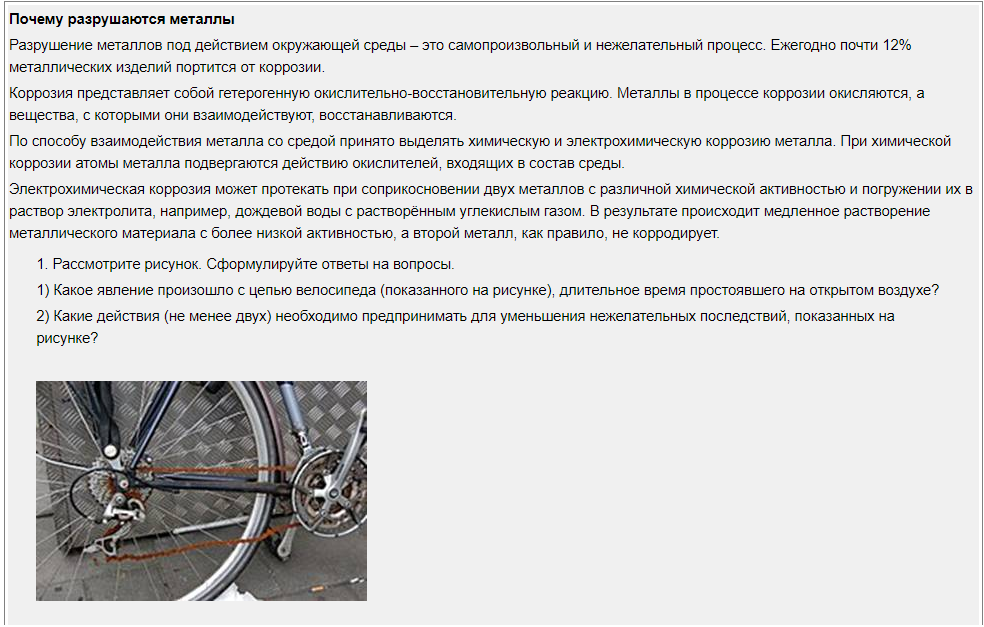 Почему разрушаются металлы
Разрушение металлов под действием окружающей среды – это самопроизвольный и нежелательный процесс. Ежегодно почти 12%
металлических изделий портится от коррозии.
Коррозия представляет собой гетерогенную окислительно-восстановительную реакцию. Металлы в процессе коррозии окисляются, а
вещества, с которыми они взаимодействуют, восстанавливаются.
По способу взаимодействия металла со средой принято выделять химическую и электрохимическую коррозию металла. При химической
коррозии атомы металла подвергаются действию окислителей, входящих в состав среды.
Электрохимическая коррозия может протекать при соприкосновении двух металлов с различной химической активностью и погружении их в
раствор электролита, например, дождевой воды с растворённым углекислым газом. В результате происходит медленное растворение
металлического материала с более низкой активностью, а второй металл, как правило, не корродирует.
1. Рассмотрите рисунок. Сформулируйте ответы на вопросы.
1) Какое явление произошло с цепью велосипеда (показанного на рисунке), длительное время простоявшего на открытом воздухе?
2) Какие действия (не менее двух) необходимо предпринимать для уменьшения нежелательных последствий, показанных на
рисунке?